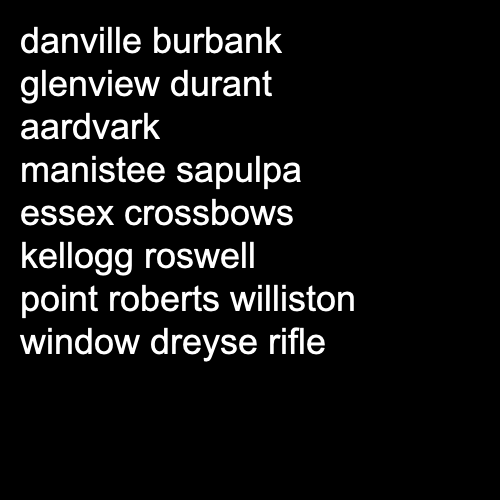 danville burbank
glenview durant
aardvark
manistee sapulpa
essex crossbows
kellogg roswell
point roberts williston
window dreyse rifle